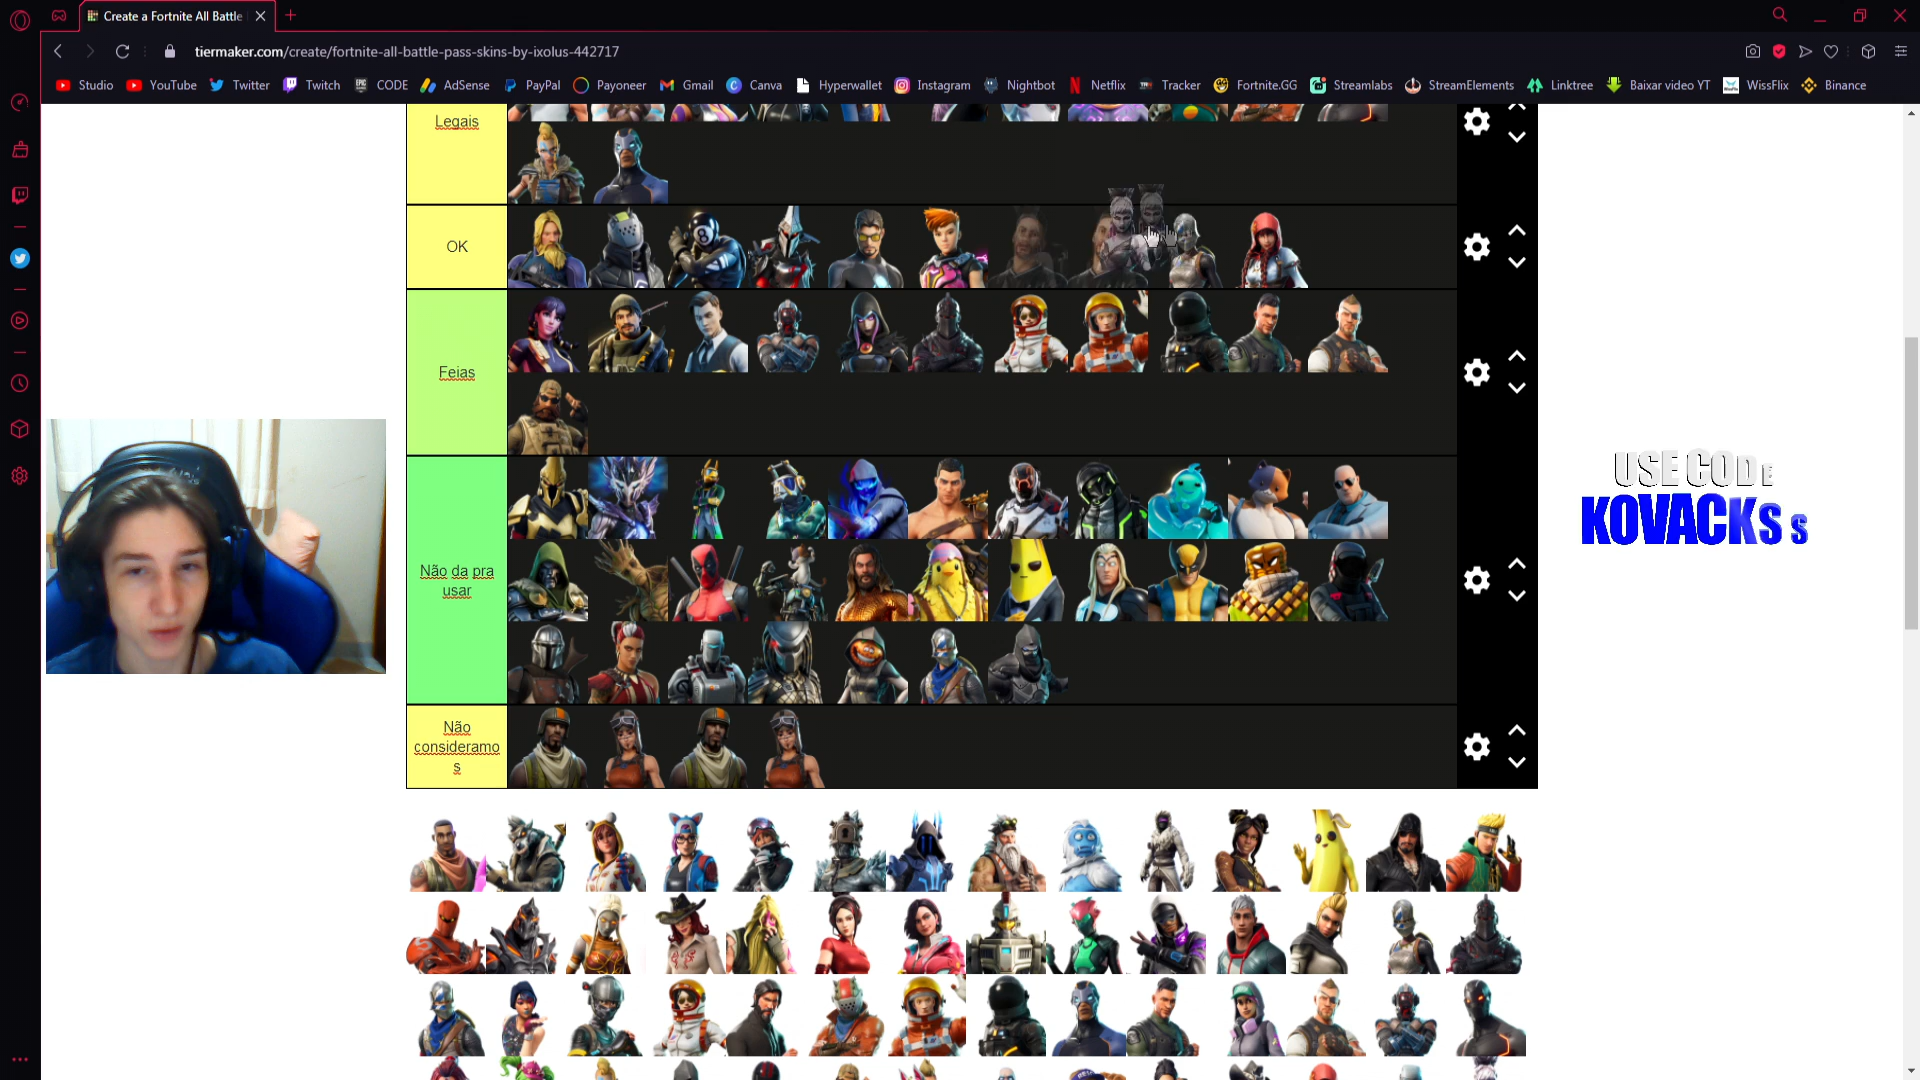 Create a Fortnite All Battle
tiermaker.com/create/fortnite-all-battle-pass-skins-by-ixolus-442717
Studio YouTube Twitter Twitch CODE AdSense PayPal Payoneer Gmail Canva Hyperwallet Instagram Nightbot Netflix Tracker Fortnite.GG Streamlabs StreamElements Linktree Baixar video YT WissFlix Binance
Legais
OK
Feias
Não da pra
usar
Não
consideramo
s
USE CODE
KOVACKS S